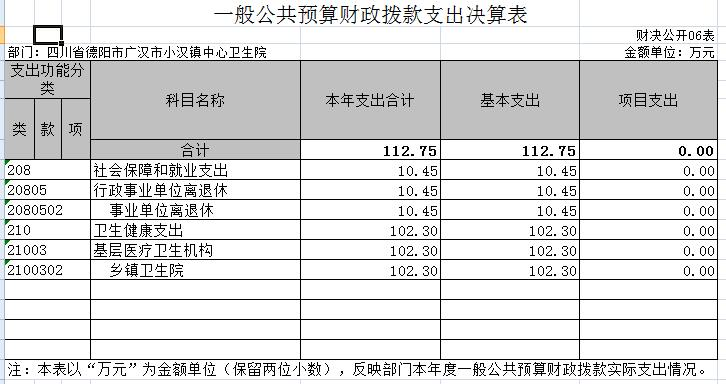 一般公共预算财政拨款支出决算表
财决公开06表
部门：四川省德阳市广汉市小汉镇中心卫生院 金额单位：万元
支出功能分类 科目名称 本年支出合计 基本支出 项目支出
类 款 项
合计 112.75 112.75 0.00
208 社会保障和就业支出 10.45 10.45 0.00
20805 行政事业单位离退休 10.45 10.45 0.00
2080502 事业单位离退休 10.45 10.45 0.00
210 卫生健康支出 102.30 102.30 0.00
21003 基层医疗卫生机构 102.30 102.30 0.00
2100302 乡镇卫生院 102.30 102.30 0.00
注：本表以“万元”为金额单位（保留两位小数），反映部门本年度一般公共预算财政拨款实际支出情况。